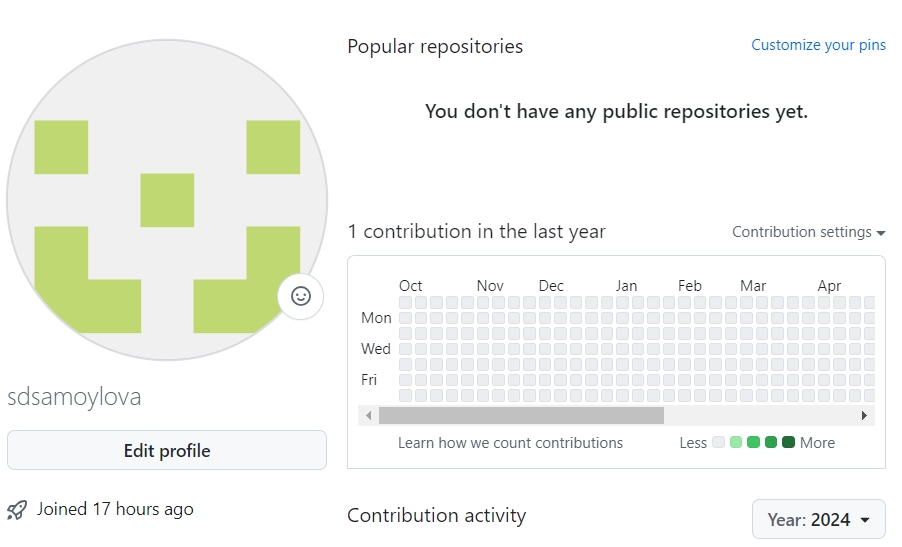 Popular repositories
Customize your pins
You don't have any public repositories yet.
1 contribution in the last year
Contribution settings
Oct Nov Dec Jan Feb Mar Apr
Mon
Wed
Fri
Learn how we count contributions
Less More
sdsamoylova
Edit profile
Joined 17 hours ago
Contribution activity
Year: 2024